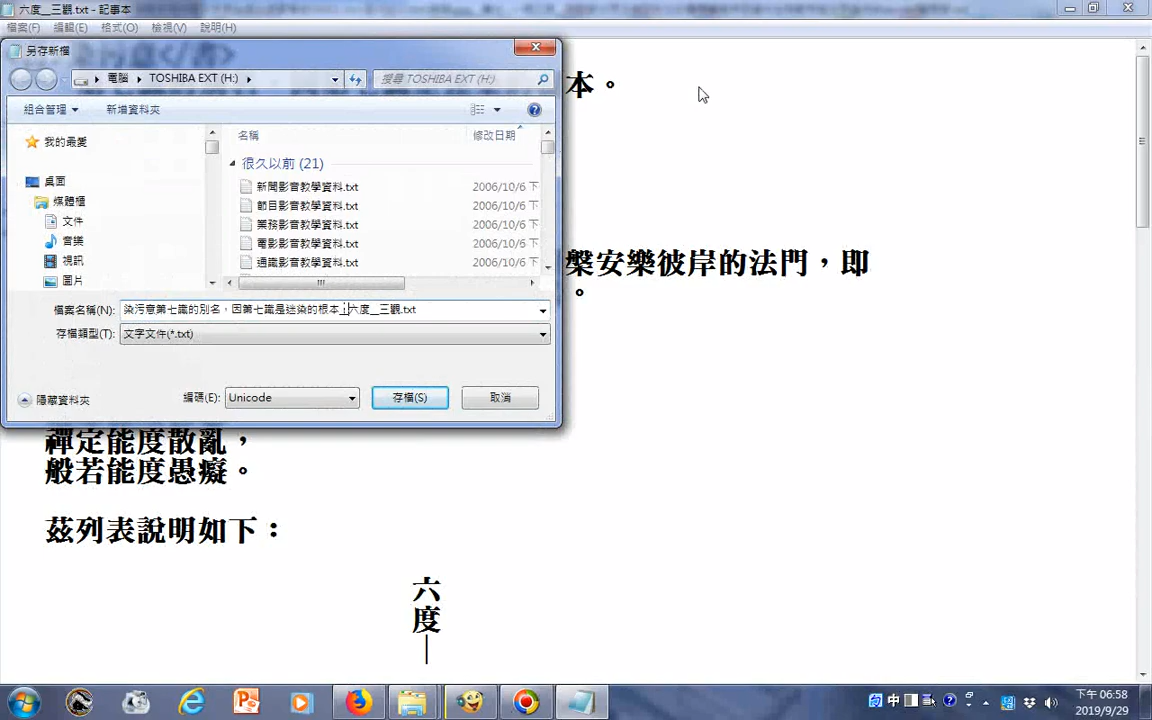 六度__三觀.txt - 記事本
檔案(F) 編輯(E) 格式(O) 檢視(V) 說明(H)
另存新檔
電腦 TOSHIBA EXT (H:)
搜尋 TOSHIBA EXT (H:)
組合管理 新增資料夾
我的最愛
桌面
媒體櫃
文件
音樂
視訊
圖片
名稱 修改日期
很久以前 (21)
新聞影音教學資料.txt 2006/10/6 下
節目影音教學資料.txt 2006/10/6 下
業務影音教學資料.txt 2006/10/6 下
電影影音教學資料.txt 2006/10/6 下
通識影音教學資料.txt 2006/10/6 下
檔案名稱(N): 染污意第七識的別名，因第七識是迷染的根本_六度__三觀.txt
存檔類型(T): 文字文件(*.txt)
隱藏資料夾 編碼(E): Unicode 存檔(S) 取消
本。
槃安樂彼岸的法門，即
。
禪定能度散亂，
般若能度愚癡。
茲列表說明如下：
六
度
｜
中
下午 06:58
2019/9/29